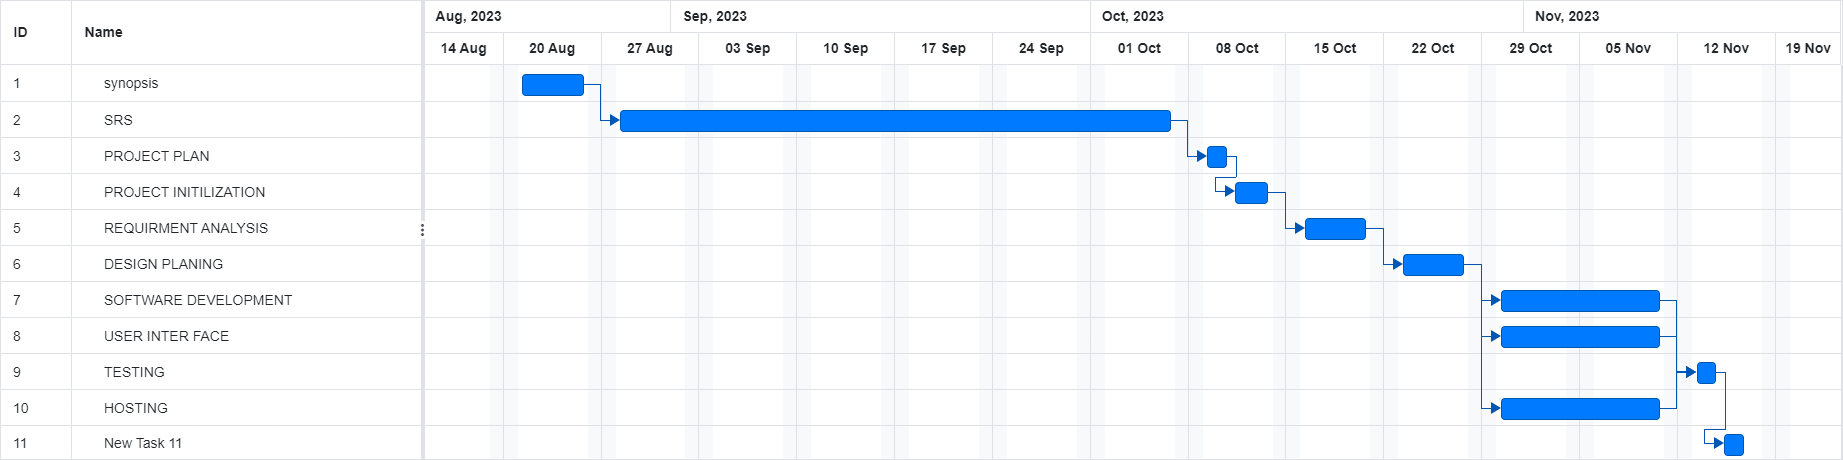 ID Name Aug, 2023 Sep, 2023 Oct, 2023 Nov, 2023
14 Aug 20 Aug 27 Aug 03 Sep 10 Sep 17 Sep 24 Sep 01 Oct 08 Oct 15 Oct 22 Oct 29 Oct 05 Nov 12 Nov 19 Nov
1 synopsis
2 SRS
3 PROJECT PLAN
4 PROJECT INITILIZATION
5 REQUIRMENT ANALYSIS
6 DESIGN PLANING
7 SOFTWARE DEVELOPMENT
8 USER INTER FACE
9 TESTING
10 HOSTING
11 New Task 11